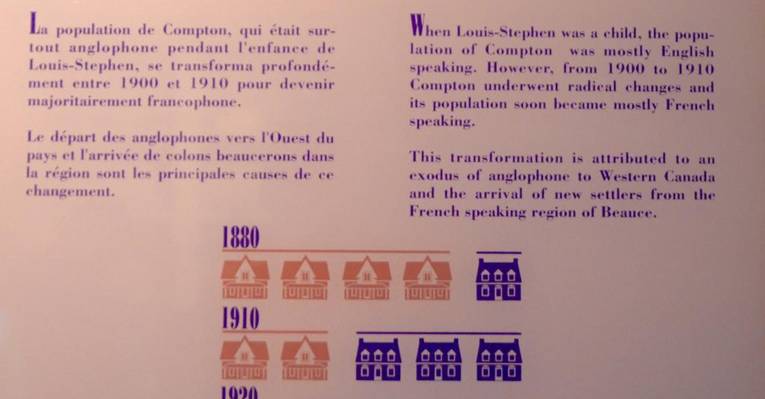 La population de Compton, qui était sur-
tout anglophone pendant l'enfance de
Louis-Stephen, se transforma profondé-
ment entre 1900 et 1910 pour devenir
majoritairement francophone.
Le départ des anglophones vers l'Ouest du
pays et l'arrivée de colons beaucerons dans
la région sont les principales causes de ce
changement.
When Louis-Stephen was a child, the popu-
lation of Compton was mostly English
speaking. However, from 1900 to 1910
Compton underwent radical changes and
its population soon became mostly French
speaking.
This transformation is attributed to an
exodus of anglophone to Western Canada
and the arrival of new settlers from the
French speaking region of Beauce.
1880
1910
1920